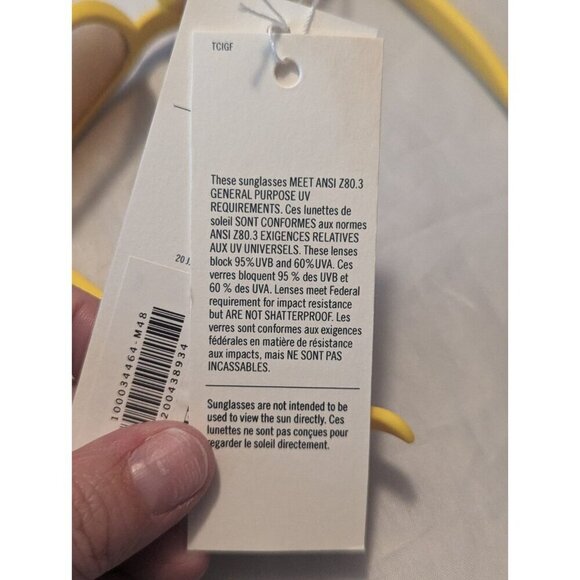 TCIGF
These sunglasses MEET ANSI Z80.3
GENERAL PURPOSE UV
REQUIREMENTS. Ces lunettes de
soleil SONT CONFORMES aux normes
ANSI Z80.3 EXIGENCES RELATIVES
AUX UV UNIVERSELS. These lenses
block 95%UVB and 60%UVA. Ces
verres bloquent 95 % des UVB et
60 % des UVA. Lenses meet Federal
requirement for impact resistance
but ARE NOT SHATTERPROOF. Les
verres sont conformes aux exigences
fédérales en matière de résistance
aux impacts, mais NE SONT PAS
INCASSABLES.
Sunglasses are not intended to be
used to view the sun directly. Ces
lunettes ne sont pas conçues pour
regarder le soleil directement.
100034464-M48
200438934